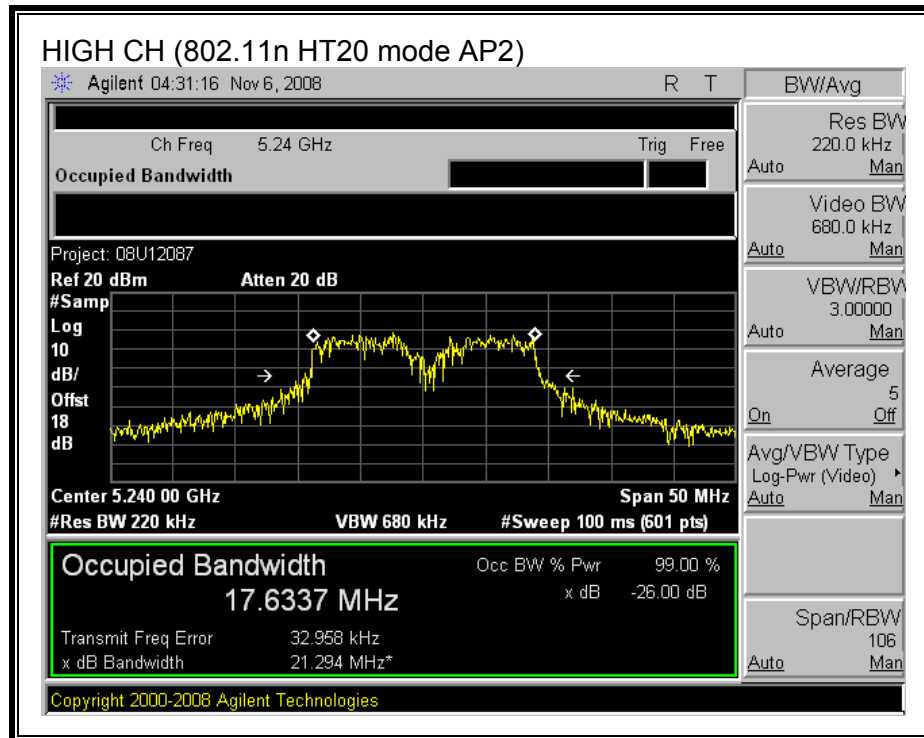 HIGH CH (802.11n HT20 mode AP2)
Agilent 04:31:16 Nov 6, 2008 R T
Ch Freq 5.24 GHz Trig Free
Occupied Bandwidth
Project: 08U12087
Ref 20 dBm Atten 20 dB
#Samp
Log
10
dB/
Offst
18
dB
Center 5.240 00 GHz Span 50 MHz
#Res BW 220 kHz VBW 680 kHz #Sweep 100 ms (601 pts)
Occupied Bandwidth
17.6337 MHz
Occ BW % Pwr 99.00 %
x dB -26.00 dB
Transmit Freq Error 32.958 kHz
x dB Bandwidth 21.294 MHz*
Copyright 2000-2008 Agilent Technologies
BW/Avg
Res BW
220.0 kHz
Auto Man
Video BW
680.0 kHz
Auto Man
VBW/RBW
3.00000
Auto Man
Average
5
On Off
Avg/VBW Type
Log-Pwr (Video)
Auto Man
Span/RBW
106
Auto Man